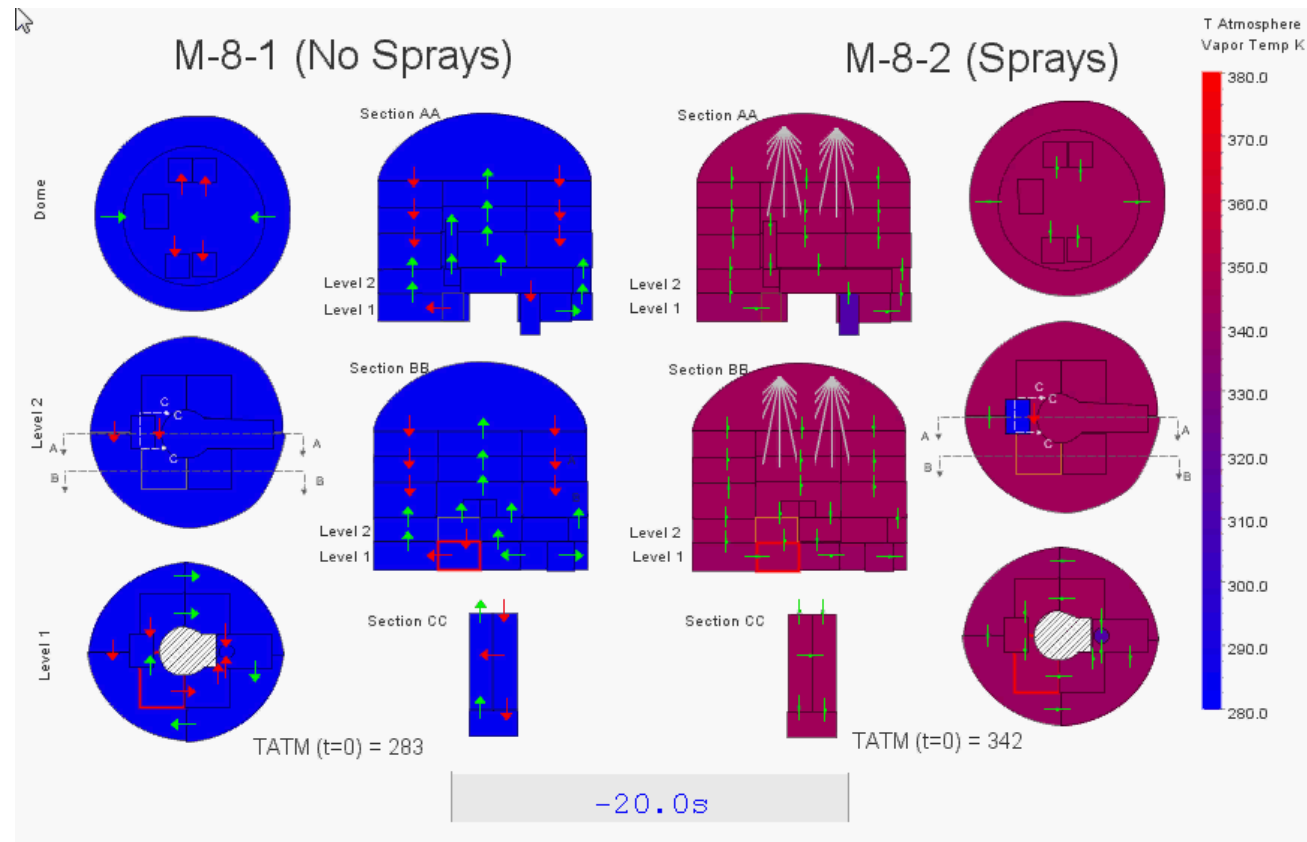 T Atmosphere
Vapor Temp K
M-8-1 (No Sprays)
M-8-2 (Sprays)
380.0
370.0
360.0
350.0
340.0
330.0
320.0
310.0
300.0
290.0
280.0
Dome
Section AA
Level 2
Level 1
Section AA
Level 2
Level 1
Level 2
C
C
C
A
A
B
B
Section BB
Level 2
Level 1
Section BB
Level 2
Level 1
C
C
C
A
A
B
B
Level 1
Section CC
Section CC
TATM (t=0) = 283
TATM (t=0) = 342
-20.0s